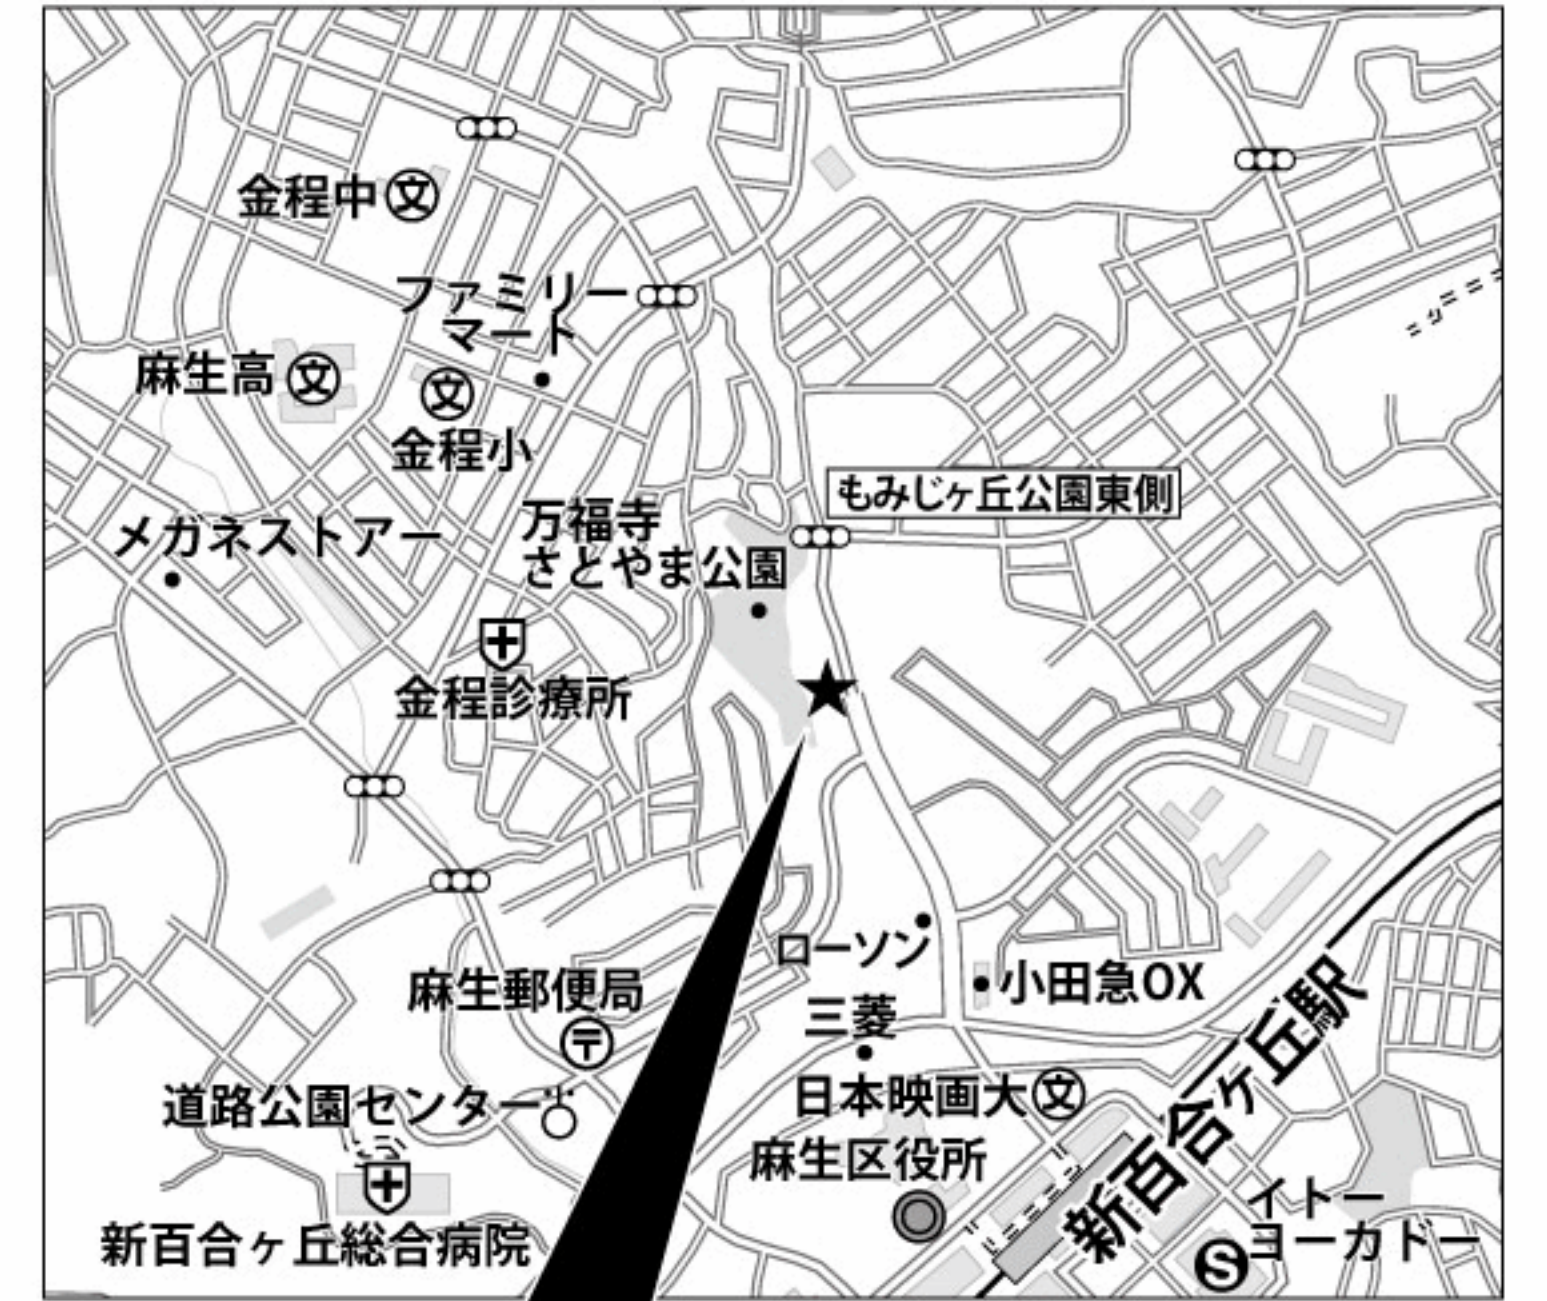 金程中
文
ファミリー
マート
麻生高
文
文
金程小
もみじヶ丘公園東側
万福寺
さとやま公園
メガネストアー
金程診療所
ローソン
小田急OX
麻生郵便局
〒
三菱
日本映画大
文
道路公園センター
麻生区役所
新百合ヶ丘駅
新百合ヶ丘総合病院
イトー
ヨーカドー
S